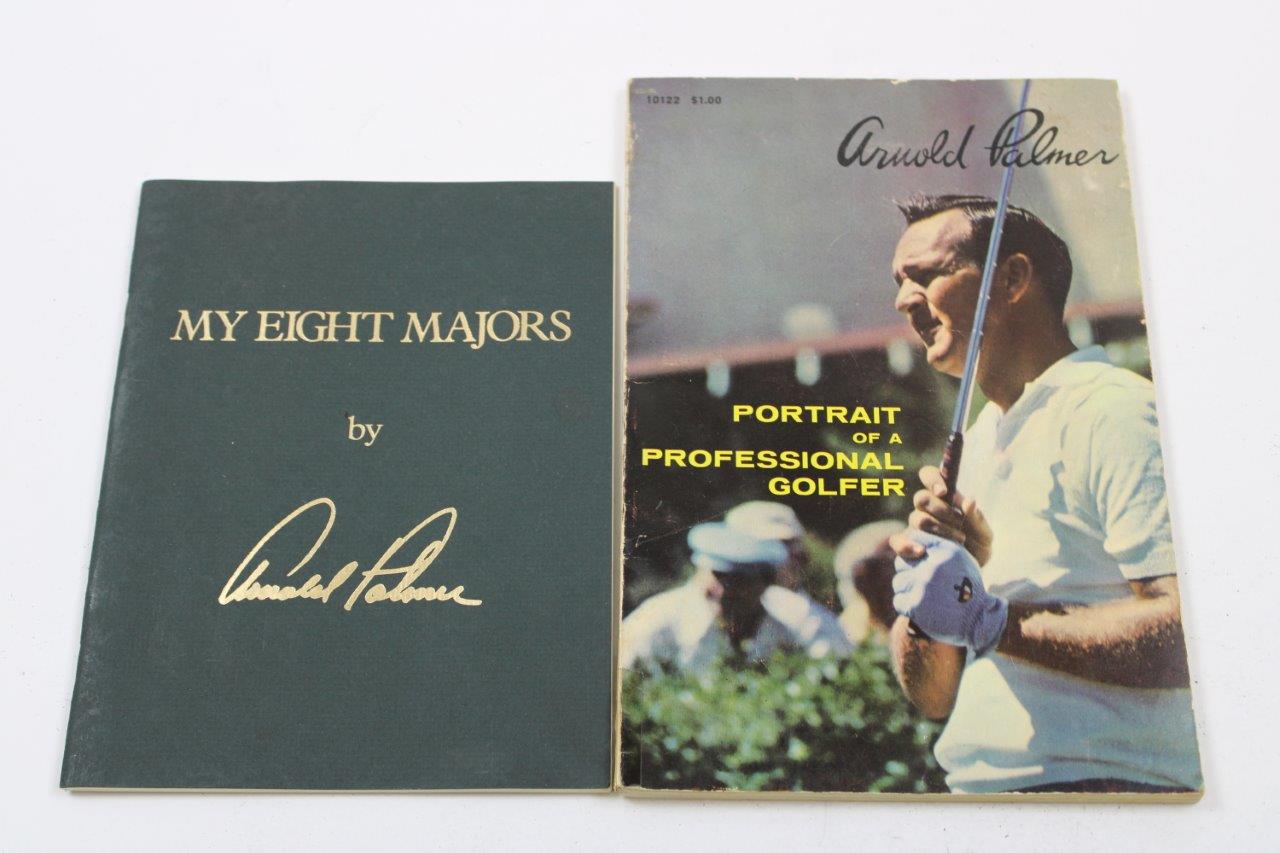 MY EIGHT MAJORS
by
Arnold Palmer
10122 $1.00
Arnold Palmer
PORTRAIT
OF A
PROFESSIONAL
GOLFER